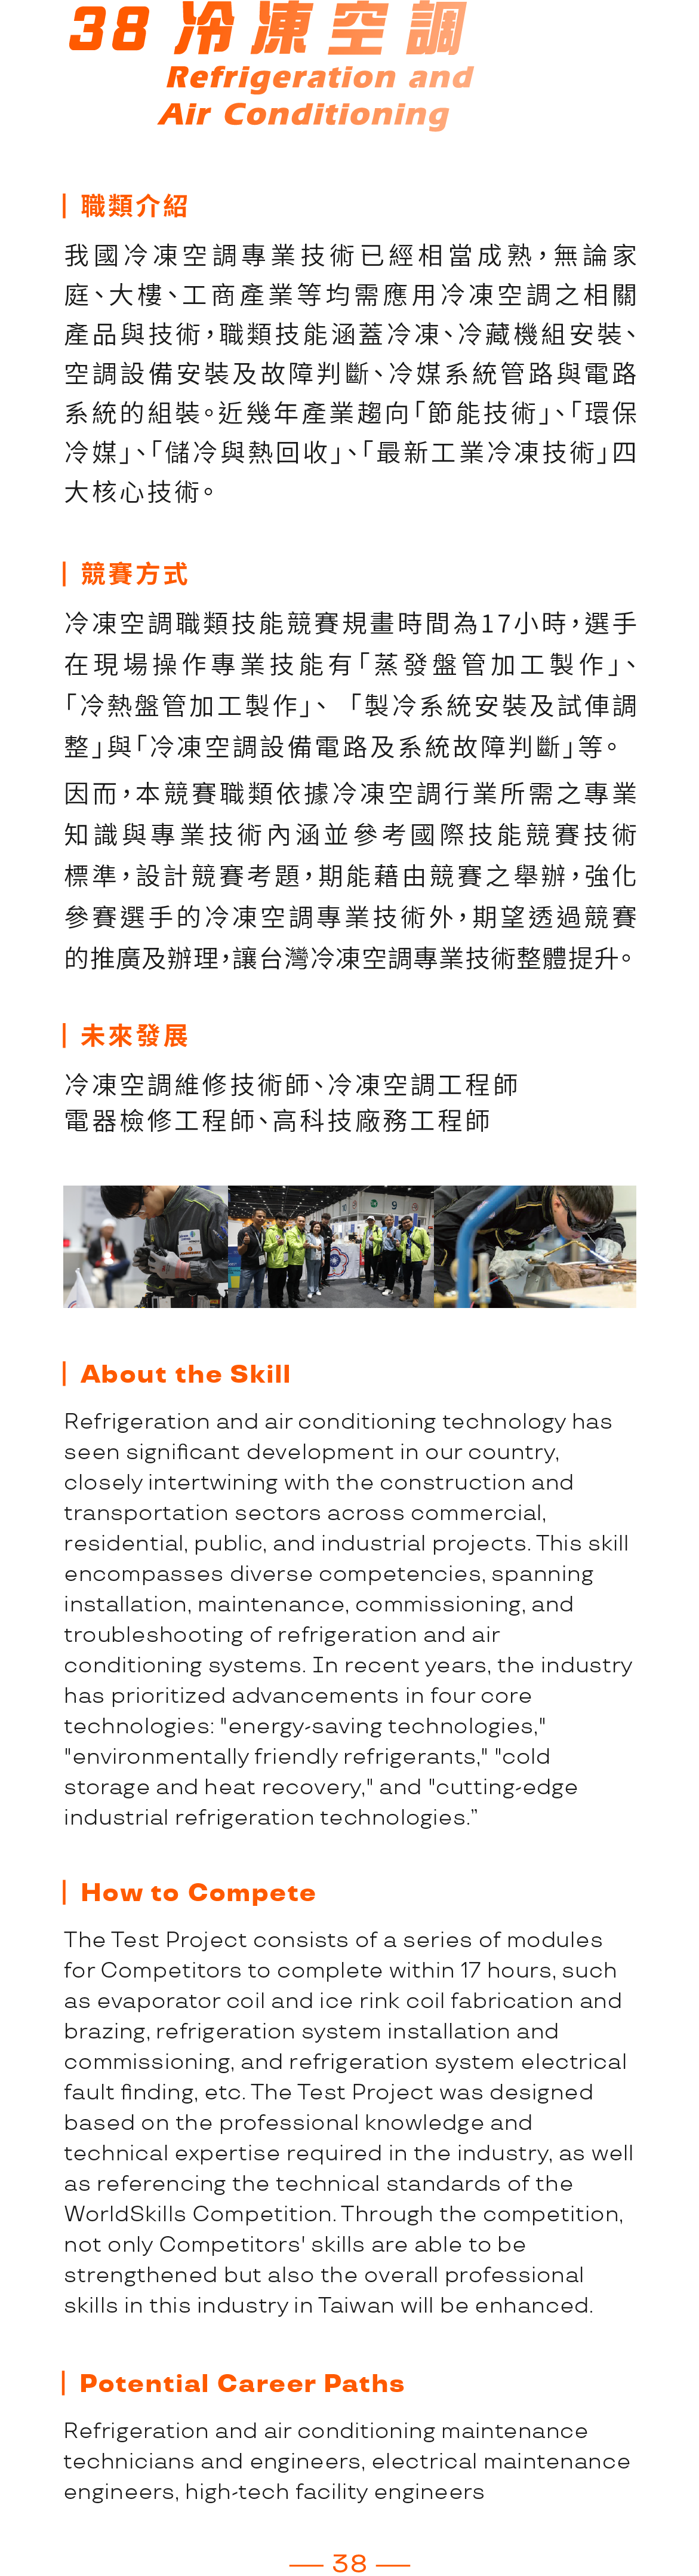 38 冷凍空調
Refrigeration and
Air Conditioning
職類介紹
我國冷凍空調專業技術已經相當成熟，無論家
庭、大樓、工商產業等均需應用冷凍空調之相關
產品與技術，職類技能涵蓋冷凍、冷藏機組安裝、
空調設備安裝及故障判斷、冷媒系統管路與電路
系統的組裝。近幾年產業趨向「節能技術」、「環保
冷媒」、「儲冷與熱回收」、「最新工業冷凍技術」四
大核心技術。
競賽方式
冷凍空調職類技能競賽規畫時間為17小時，選手
在現場操作專業技能有「蒸發盤管加工製作」、
「冷熱盤管加工製作」、「製冷系統安裝及試俥調
整」與「冷凍空調設備電路及系統故障判斷」等。
因而，本競賽職類依據冷凍空調行業所需之專業
知識與專業技術內涵並參考國際技能競賽技術
標準，設計競賽考題，期能藉由競賽之舉辦，強化
參賽選手的冷凍空調專業技術外，期望透過競賽
的推廣及辦理，讓台灣冷凍空調專業技術整體提升。
未來發展
冷凍空調維修技術師、冷凍空調工程師
電器檢修工程師、高科技廠務工程師
About the Skill
Refrigeration and air conditioning technology has
seen significant development in our country,
closely intertwining with the construction and
transportation sectors across commercial,
residential, public, and industrial projects. This skill
encompasses diverse competencies, spanning
installation, maintenance, commissioning, and
troubleshooting of refrigeration and air
conditioning systems. In recent years, the industry
has prioritized advancements in four core
technologies: "energy-saving technologies,"
"environmentally friendly refrigerants," "cold
storage and heat recovery," and "cutting-edge
industrial refrigeration technologies.”
How to Compete
The Test Project consists of a series of modules
for Competitors to complete within 17 hours, such
as evaporator coil and ice rink coil fabrication and
brazing, refrigeration system installation and
commissioning, and refrigeration system electrical
fault finding, etc. The Test Project was designed
based on the professional knowledge and
technical expertise required in the industry, as well
as referencing the technical standards of the
WorldSkills Competition. Through the competition,
not only Competitors' skills are able to be
strengthened but also the overall professional
skills in this industry in Taiwan will be enhanced.
Potential Career Paths
Refrigeration and air conditioning maintenance
technicians and engineers, electrical maintenance
engineers, high-tech facility engineers
38